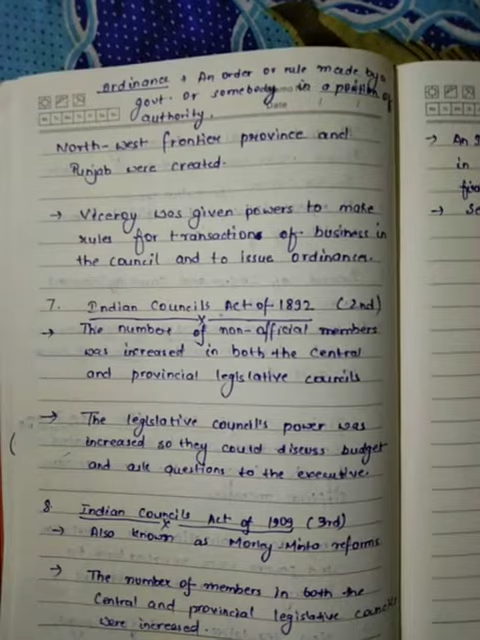 ordinance → An order or rule made by a
govt. or somebody in a position of
authority.
Date
North-west frontier province and
Punjab were created.
→ Viceroy was given powers to make
rules for transactions of business in
the council and to issue ordinances.
7. Indian Councils Act of 1892 (2nd)
→ The number of non-official members
was increased in both the Central
and provincial legislative councils
→ The legislative council's power was
increased so they could discuss budget
and ask questions to the executive.
8. Indian Councils Act of 1909 (3rd)
→ Also known as Morley Minto reforms
→ The number of members in both the
Central and provincial legislative councils
were increased.
→ An
in